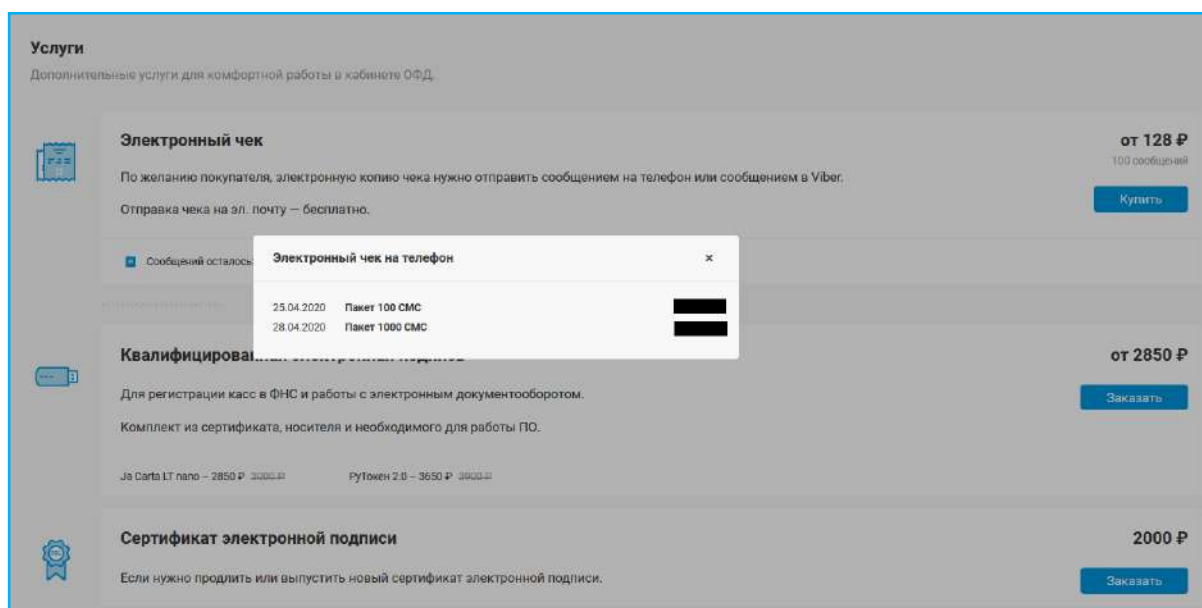 Услуги
Дополнительные услуги для комфортной работы в кабинете ОФД.
Электронный чек
от 128 ₽
100 сообщений
По желанию покупателя, электронную копию чека нужно отправить сообщением на телефон или сообщением в Viber.
Купить
Отправка чека на эл. почту — бесплатно.
Сообщений осталось:
Электронный чек на телефон
×
25.04.2020 Пакет 100 СМС
28.04.2020 Пакет 1000 СМС
от 2850 ₽
Для регистрации касс в ФНС и работы с электронным документооборотом.
Заказать
Комплект из сертификата, носителя и необходимого для работы ПО.
Ja Carta LT nano – 2850 ₽ 3000 ₽ РуТокен 2.0 – 3650 ₽ 3900 ₽
Сертификат электронной подписи
2000 ₽
Если нужно продлить или выпустить новый сертификат электронной подписи.
Заказать